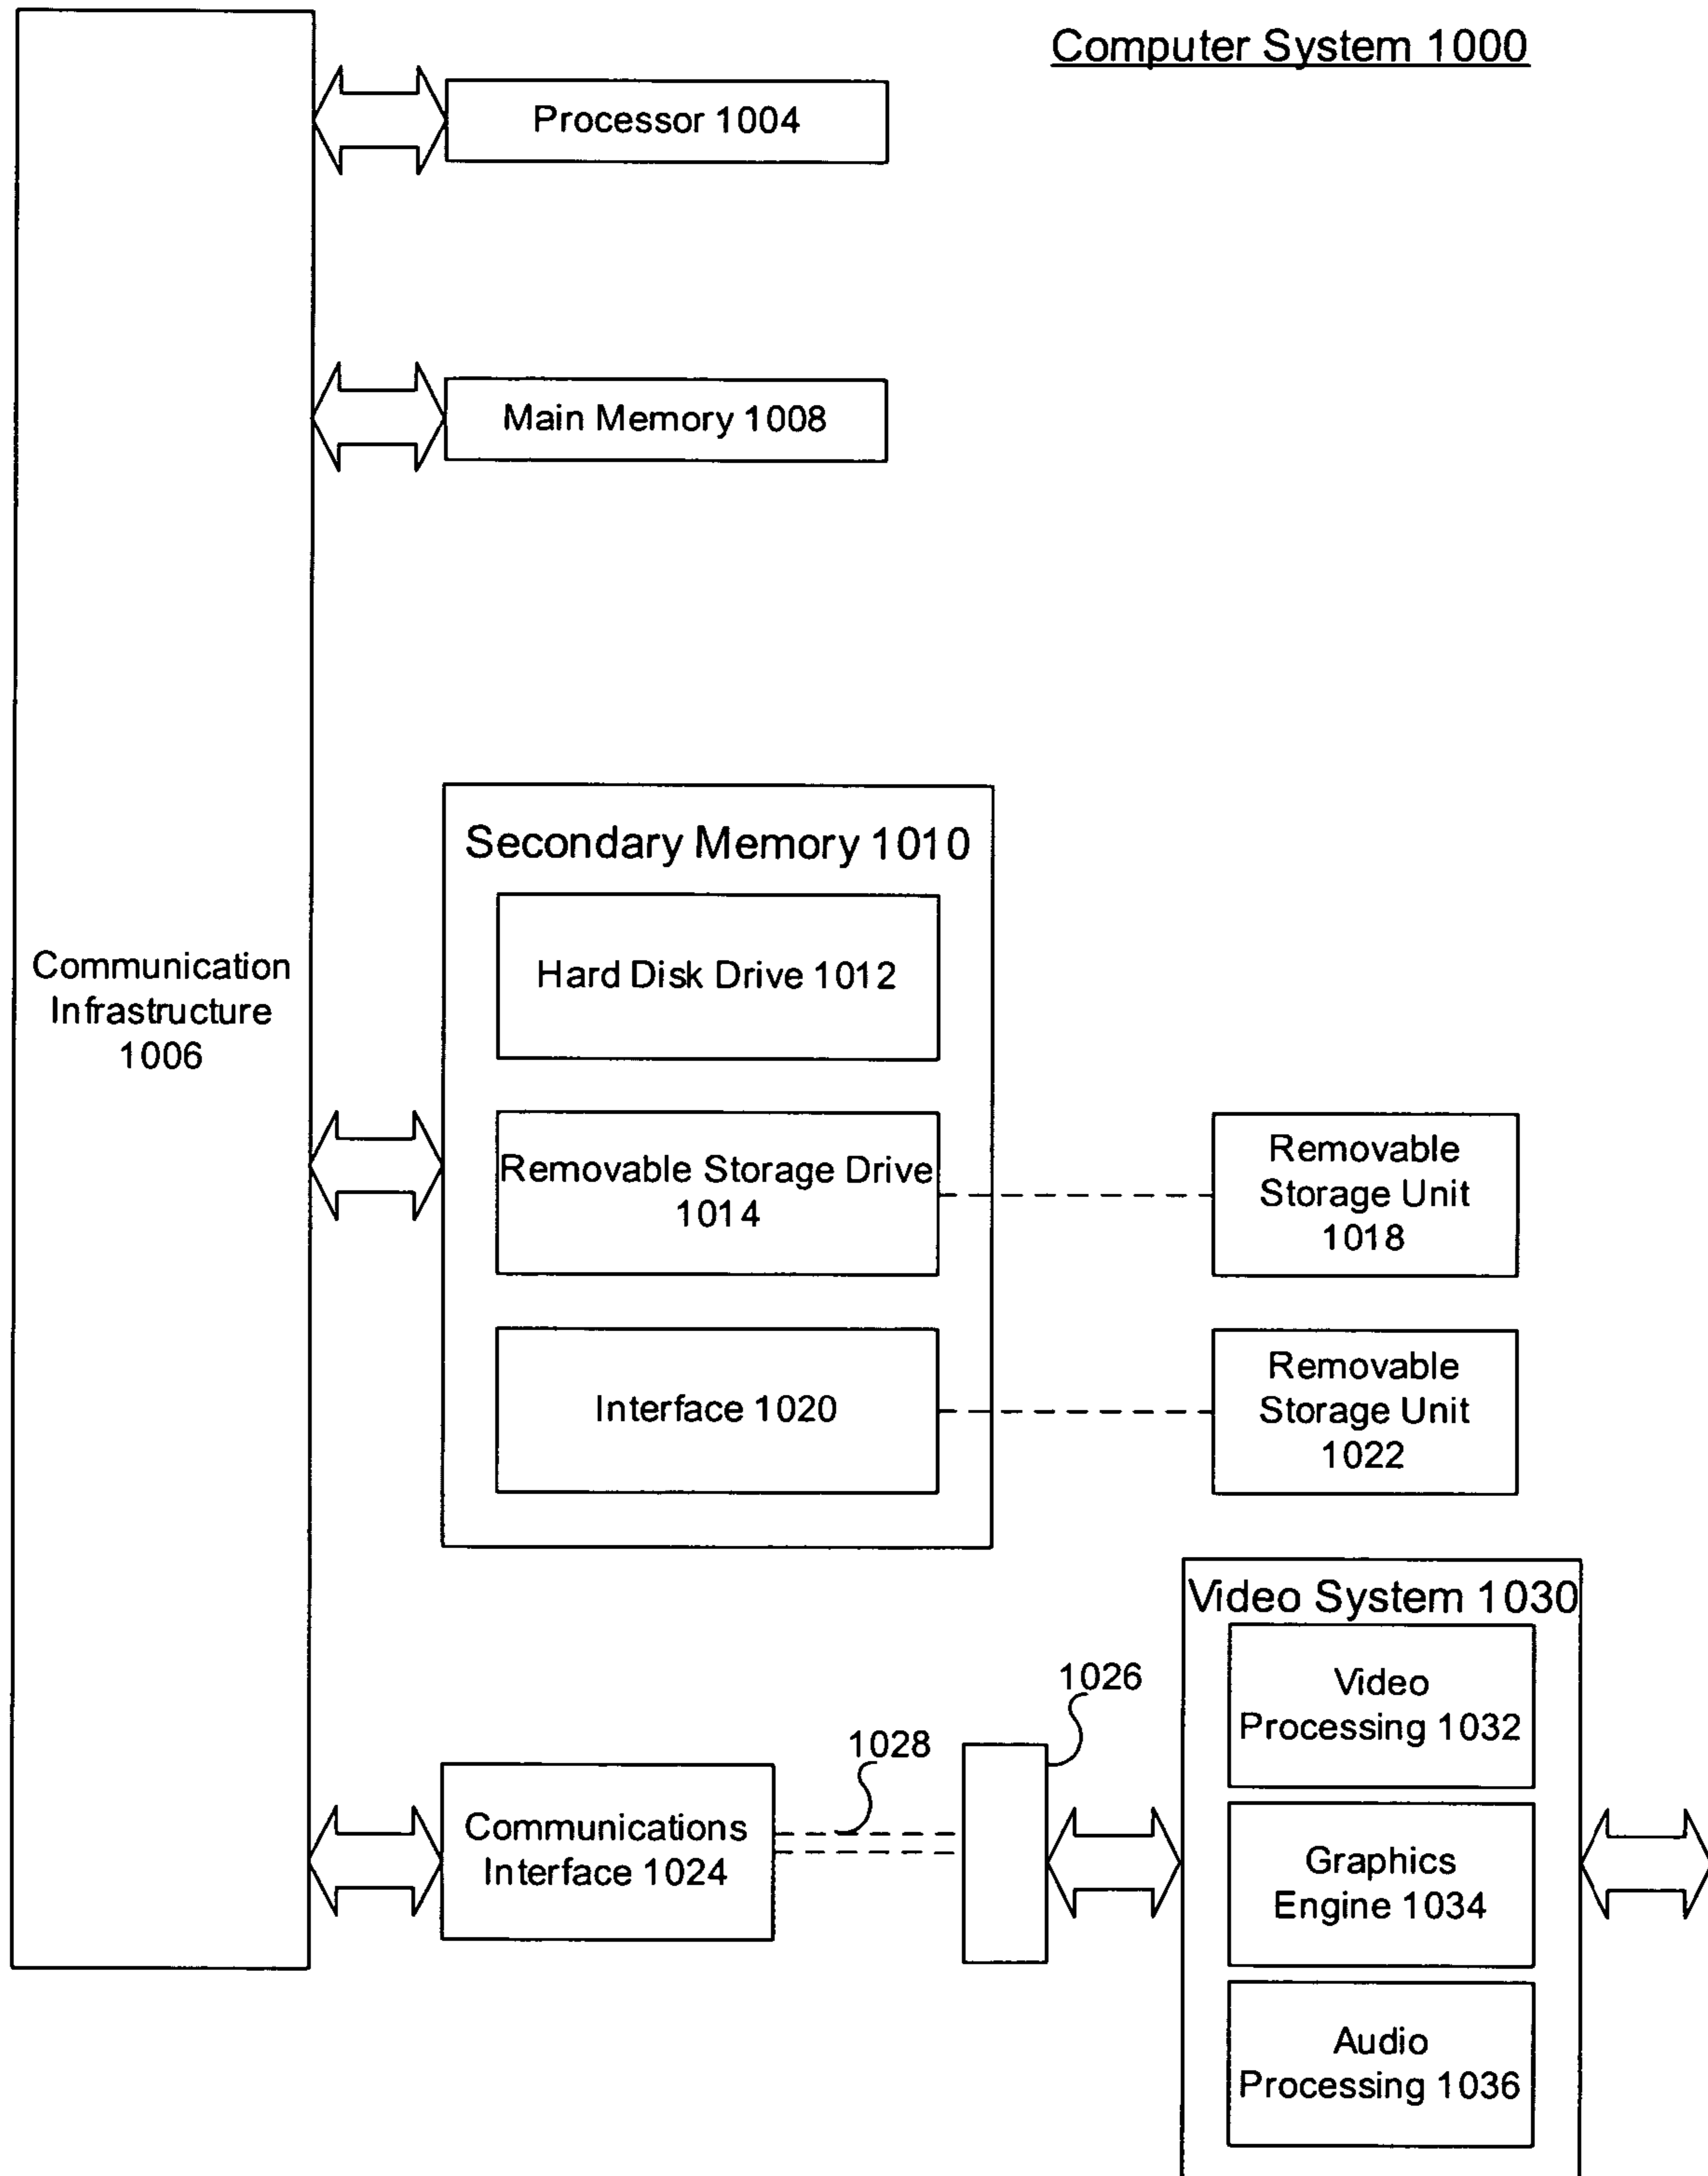 Computer System 1000
Processor 1004
Main Memory 1008
Communication
Infrastructure
1006
Secondary Memory 1010
Hard Disk Drive 1012
Removable Storage Drive
1014
Removable
Storage Unit
1018
Interface 1020
Removable
Storage Unit
1022
Communications
Interface 1024
1028
1026
Video System 1030
Video
Processing 1032
Graphics
Engine 1034
Audio
Processing 1036